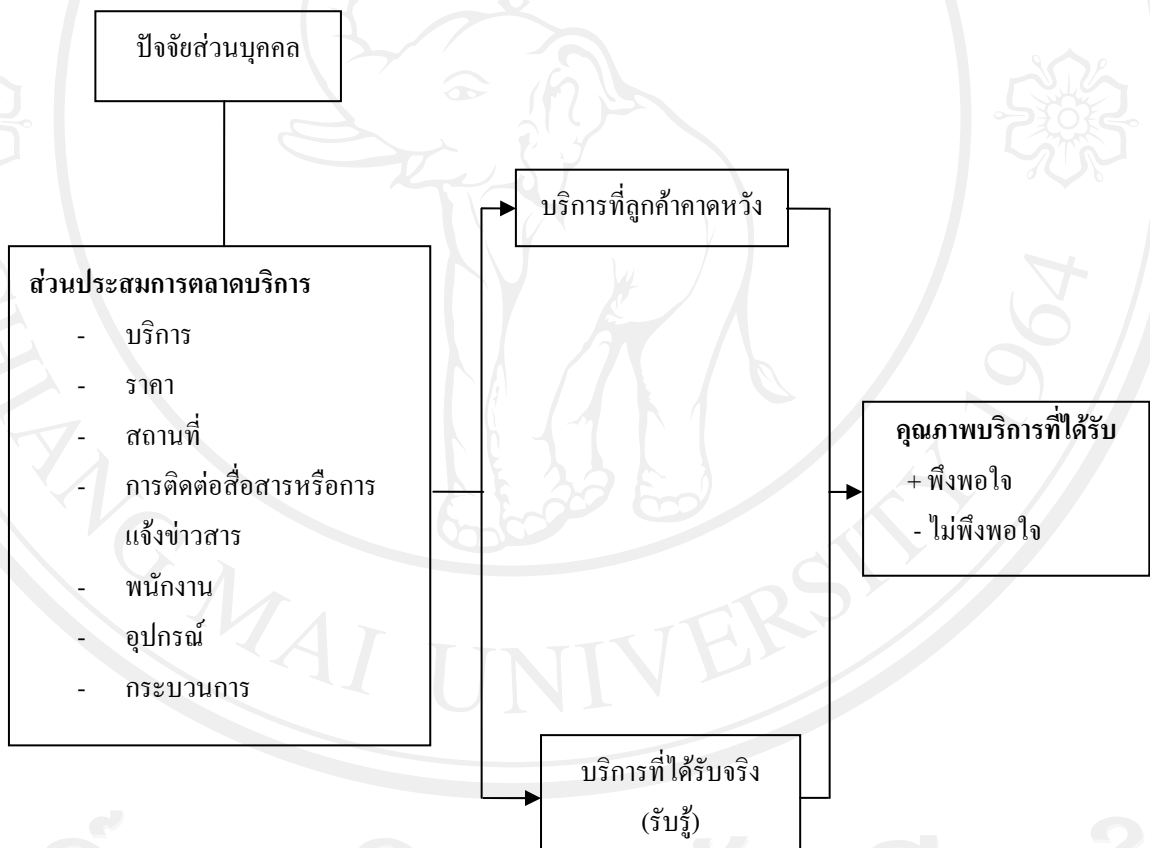 ปัจจัยส่วนบุคคล
บริการที่ลูกค้าคาดหวัง
ส่วนประสมการตลาดบริการ
- บริการ
- ราคา
- สถานที่
- การติดต่อสื่อสารหรือการ
แจ้งข่าวสาร
- พนักงาน
- อุปกรณ์
- กระบวนการ
คุณภาพบริการที่ได้รับ
+ พึงพอใจ
- ไม่พึงพอใจ
บริการที่ได้รับจริง
(รับรู้)
CHIANG MAI UNIVERSITY 1964